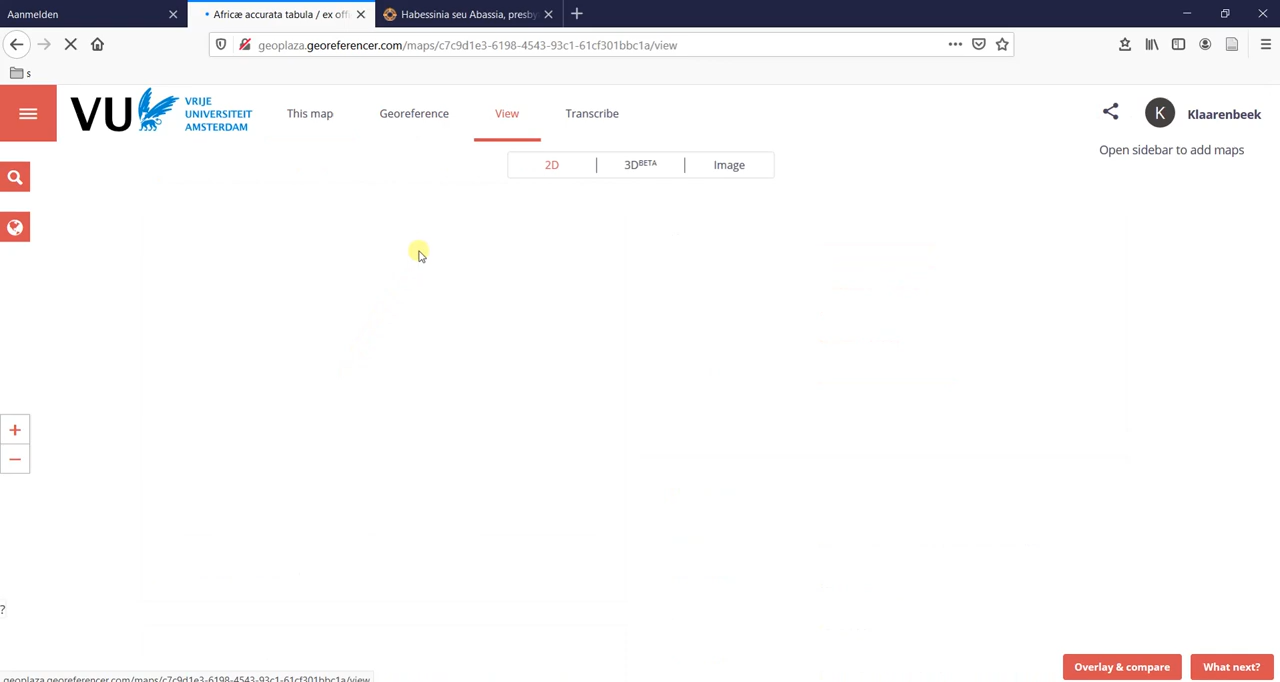 Aanmelden
Africæ accurata tabula / ex off
Habessinia seu Abassia, presby
s
geoplaza.georeferencer.com/maps/c7c9d1e3-6198-4543-93c1-61cf301bbc1a/view
VU VRIJE UNIVERSITEIT AMSTERDAM
This map
Georeference
View
Transcribe
K
Klaarenbeek
Open sidebar to add maps
2D
3DBETA
Image
+
−
?
Overlay & compare
What next?
geoplaza.georeferencer.com/maps/c7c9d1e3-6198-4543-93c1-61cf301bbc1a/view